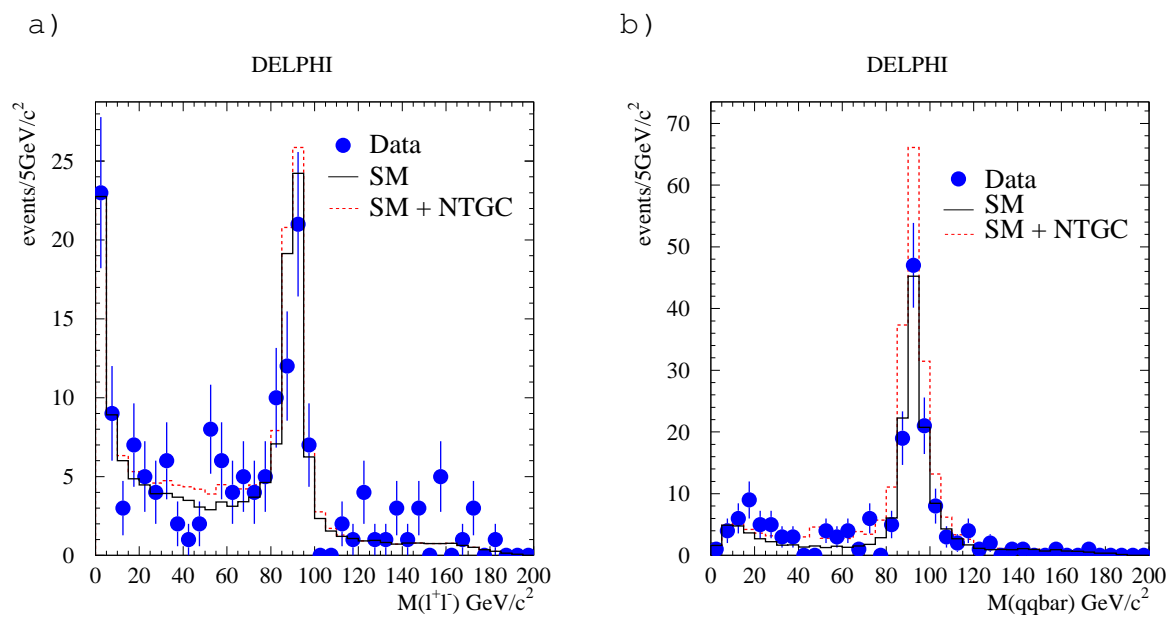 a)
DELPHI
events/5GeV/c2
25
20
15
10
5
0
Data
SM
SM + NTGC
0 20 40 60 80 100 120 140 160 180 200
M(l+l-) GeV/c2
b)
DELPHI
events/5GeV/c2
70
60
50
40
30
20
10
0
Data
SM
SM + NTGC
0 20 40 60 80 100 120 140 160 180 200
M(qqbar) GeV/c2